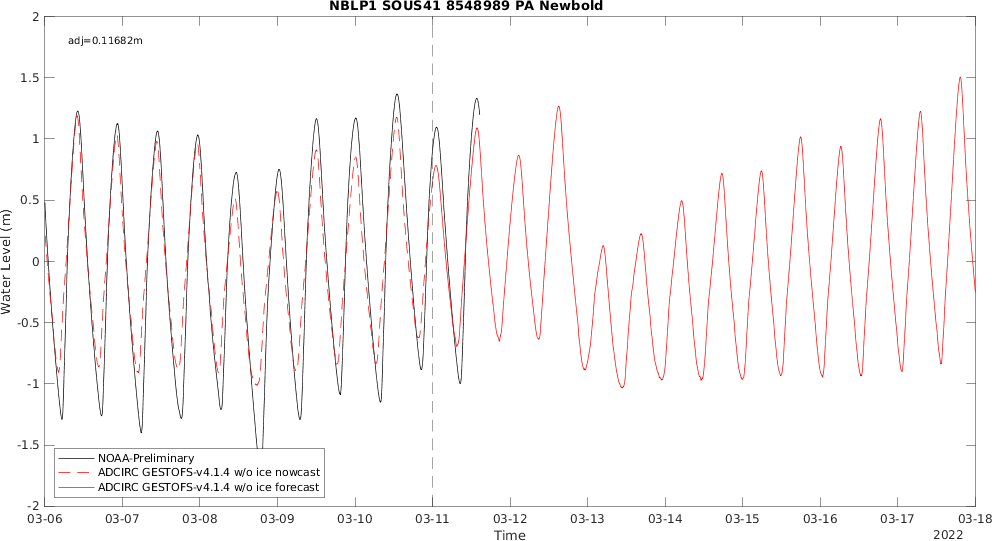 NBLP1 SOUS41 8548989 PA Newbold
adj=0.11682m
2
1.5
1
0.5
0
-0.5
-1
-1.5
-2
Water Level (m)
NOAA-Preliminary
ADCIRC GESTOFS-v4.1.4 w/o ice nowcast
ADCIRC GESTOFS-v4.1.4 w/o ice forecast
03-06 03-07 03-08 03-09 03-10 03-11 03-12 03-13 03-14 03-15 03-16 03-17 03-18
Time
2022